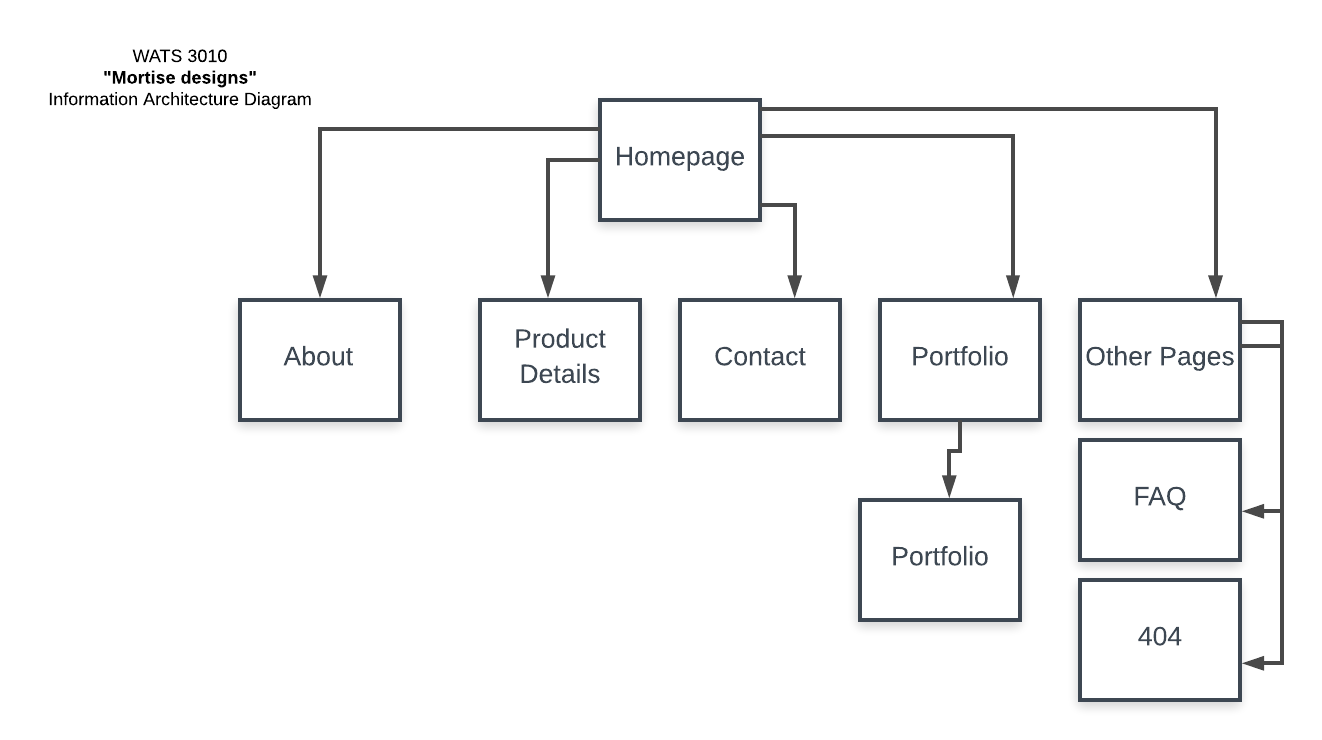 WATS 3010
"Mortise designs"
Information Architecture Diagram
Homepage
About
Product
Details
Contact
Portfolio
Other Pages
FAQ
Portfolio
404